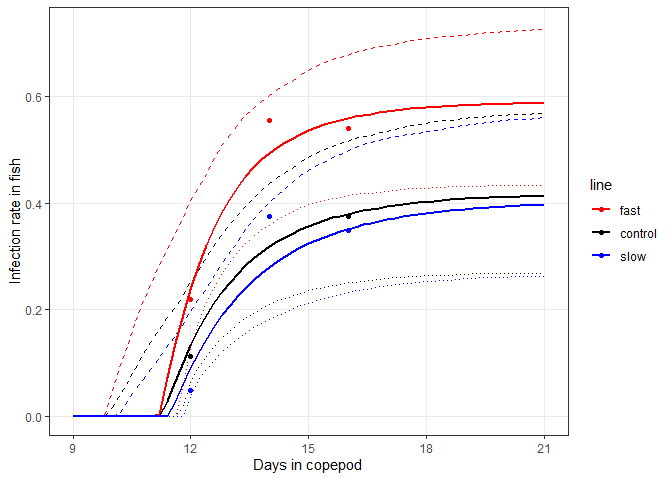 Infection rate in fish
0.6
0.4
0.2
0.0
9
12
15
18
21
Days in copepod
line
fast
control
slow